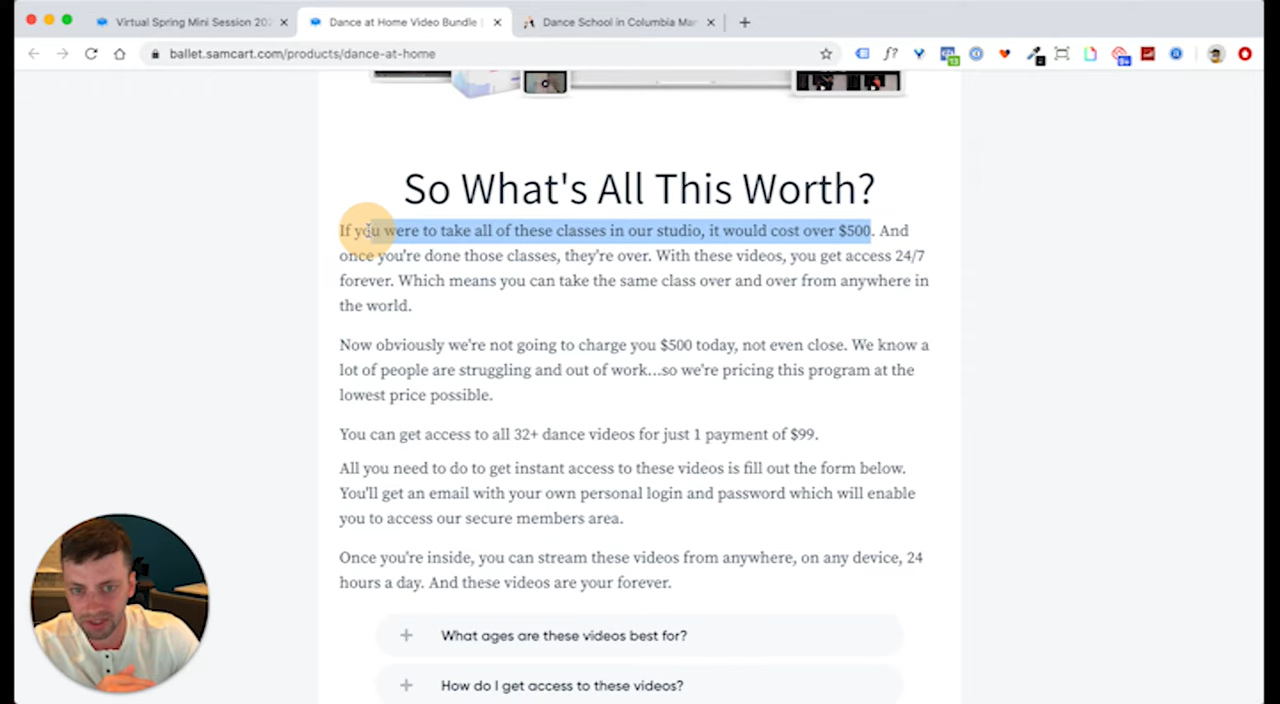 Virtual Spring Mini Session 202
Dance at Home Video Bundle |
Dance School in Columbia Mar
ballet.samcart.com/products/dance-at-home
f?
13
9+
So What's All This Worth?
If you were to take all of these classes in our studio, it would cost over $500. And
once you're done those classes, they're over. With these videos, you get access 24/7
forever. Which means you can take the same class over and over from anywhere in
the world.
Now obviously we're not going to charge you $500 today, not even close. We know a
lot of people are struggling and out of work...so we're pricing this program at the
lowest price possible.
You can get access to all 32+ dance videos for just 1 payment of $99.
All you need to do to get instant access to these videos is fill out the form below.
You'll get an email with your own personal login and password which will enable
you to access our secure members area.
Once you're inside, you can stream these videos from anywhere, on any device, 24
hours a day. And these videos are your forever.
What ages are these videos best for?
How do I get access to these videos?